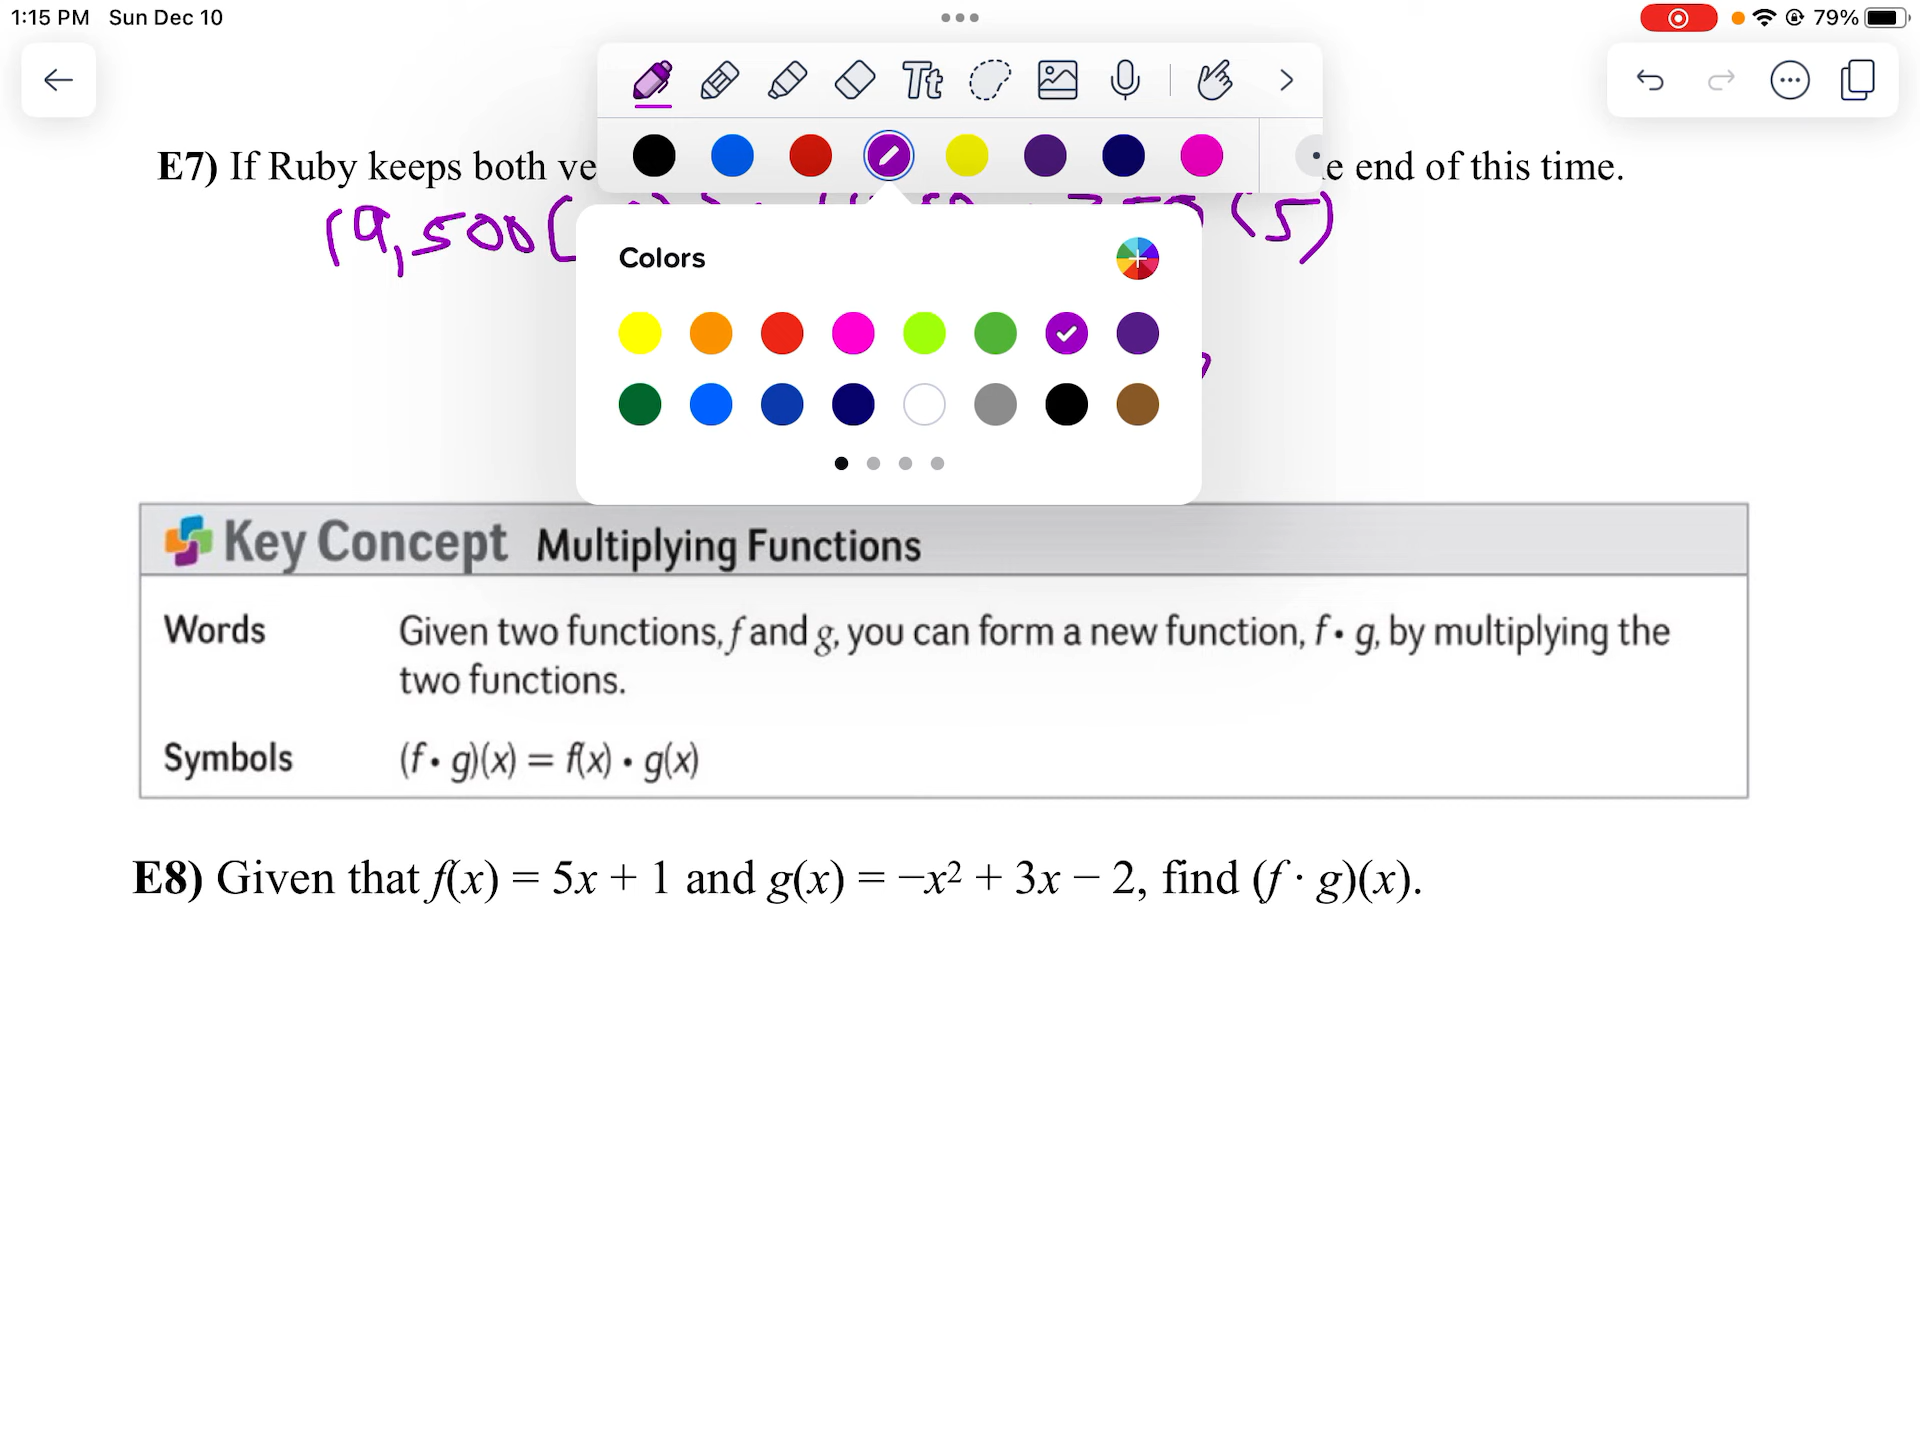 1:15 PM Sun Dec 10
79%
Tt
E7) If Ruby keeps both ve
e end of this time.
19,500(
(5)
Colors
Key Concept Multiplying Functions
Words Given two functions, f and g, you can form a new function, f • g, by multiplying the
two functions.
Symbols (f • g)(x) = f(x) • g(x)
E8) Given that f(x) = 5x + 1 and g(x) = −x² + 3x − 2, find (f · g)(x).